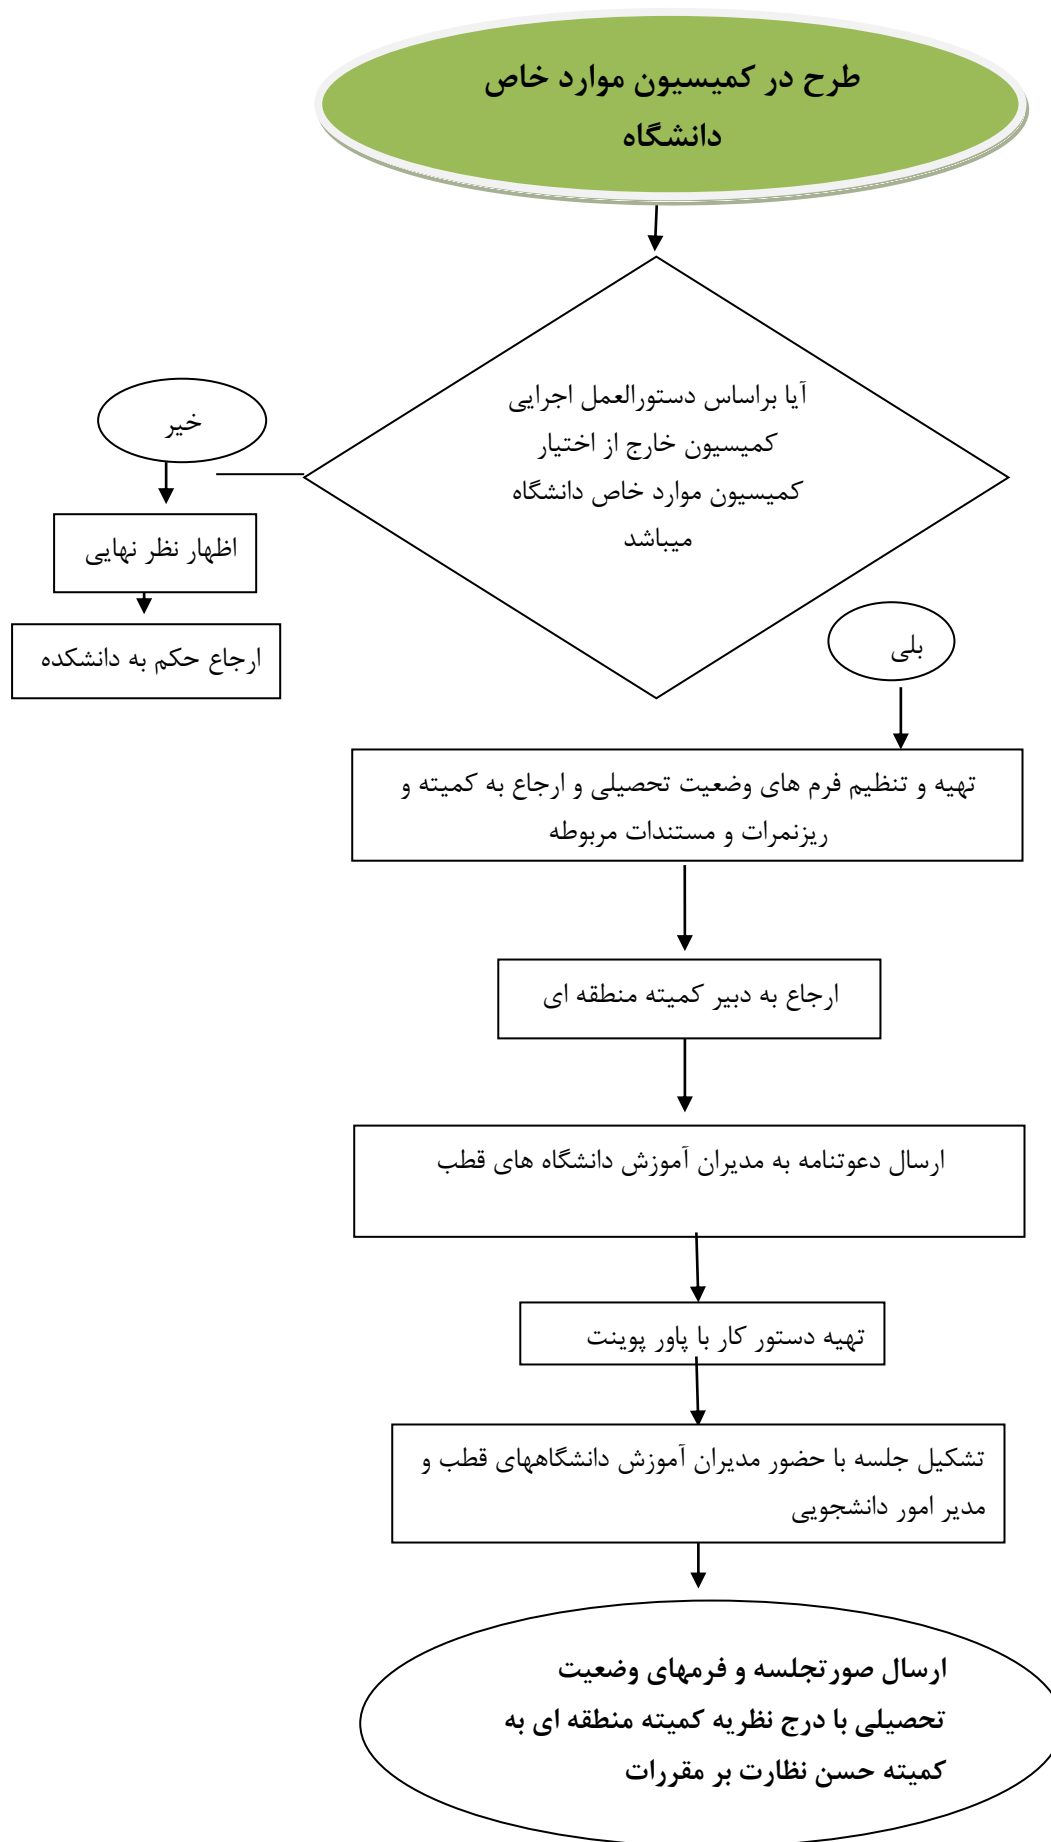 طرح در کمیسیون موارد خاص
دانشگاه
آیا براساس دستورالعمل اجرایی
کمیسیون خارج از اختیار
کمیسیون موارد خاص دانشگاه
میباشد
خیر
اظهار نظر نهایی
ارجاع حکم به دانشکده
بلی
تهیه و تنظیم فرم های وضعیت تحصیلی و ارجاع به کمیته و
ریزنمرات و مستندات مربوطه
ارجاع به دبیر کمیته منطقه ای
ارسال دعوتنامه به مدیران آموزش دانشگاه های قطب
تهیه دستور کار با پاور پوینت
تشکیل جلسه با حضور مدیران آموزش دانشگاههای قطب و
مدیر امور دانشجویی
ارسال صورتجلسه و فرمهای وضعیت
تحصیلی با درج نظریه کمیته منطقه ای به
کمیته حسن نظارت بر مقررات